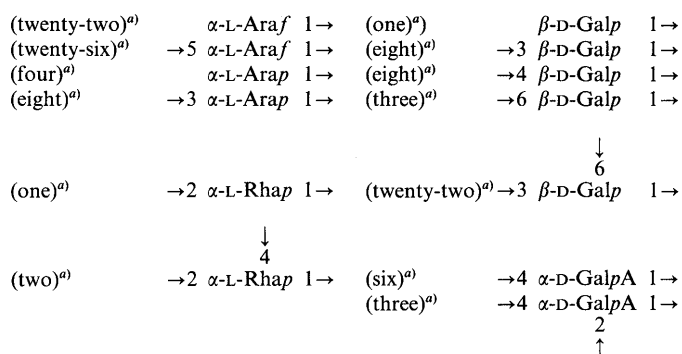 (twenty-two)ᵃ⁾ α-L-Araf 1→ (one)ᵃ) β-D-Galp 1→
(twenty-six)ᵃ⁾ →5 α-L-Araf 1→ (eight)ᵃ⁾ →3 β-D-Galp 1→
(four)ᵃ⁾ α-L-Arap 1→ (eight)ᵃ⁾ →4 β-D-Galp 1→
(eight)ᵃ⁾ →3 α-L-Arap 1→ (three)ᵃ⁾ →6 β-D-Galp 1→
↓
6
(one)ᵃ⁾ →2 α-L-Rhap 1→ (twenty-two)ᵃ⁾ →3 β-D-Galp 1→
↓
4
(two)ᵃ⁾ →2 α-L-Rhap 1→ (six)ᵃ⁾ →4 α-D-GalpA 1→
(three)ᵃ⁾ →4 α-D-GalpA 1→
2
↑